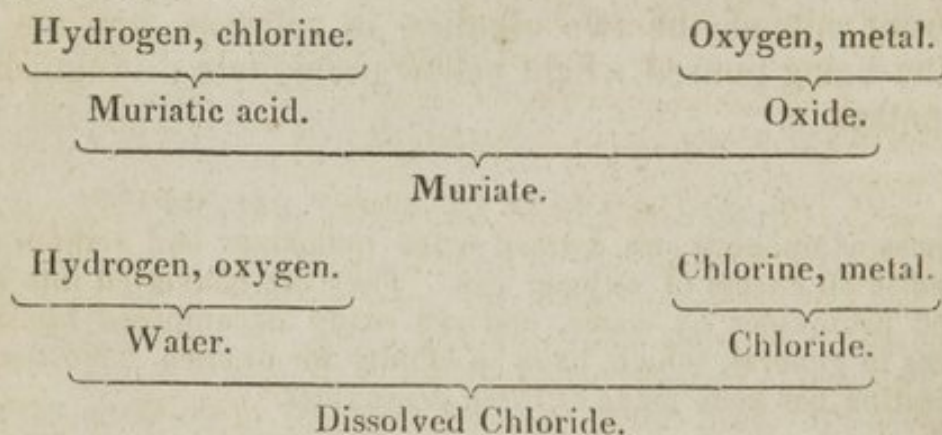 Hydrogen, chlorine. Oxygen, metal.
Muriatic acid. Oxide.
Muriate.
Hydrogen, oxygen. Chlorine, metal.
Water. Chloride.
Dissolved Chloride.